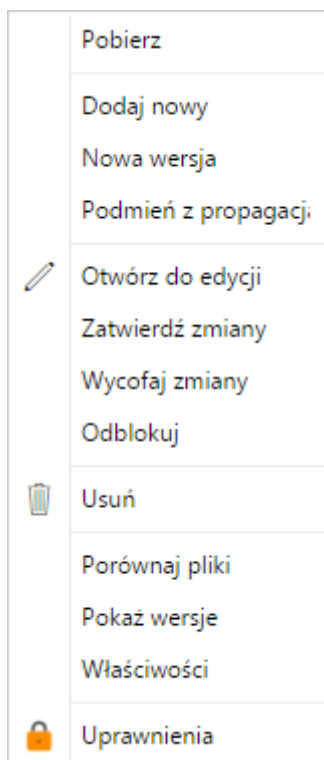 Pobierz
Dodaj nowy
Nowa wersja
Podmień z propagacj
Otwórz do edycji
Zatwierdź zmiany
Wycofaj zmiany
Odblokuj
Usuń
Porównaj pliki
Pokaż wersje
Właściwości
Uprawnienia